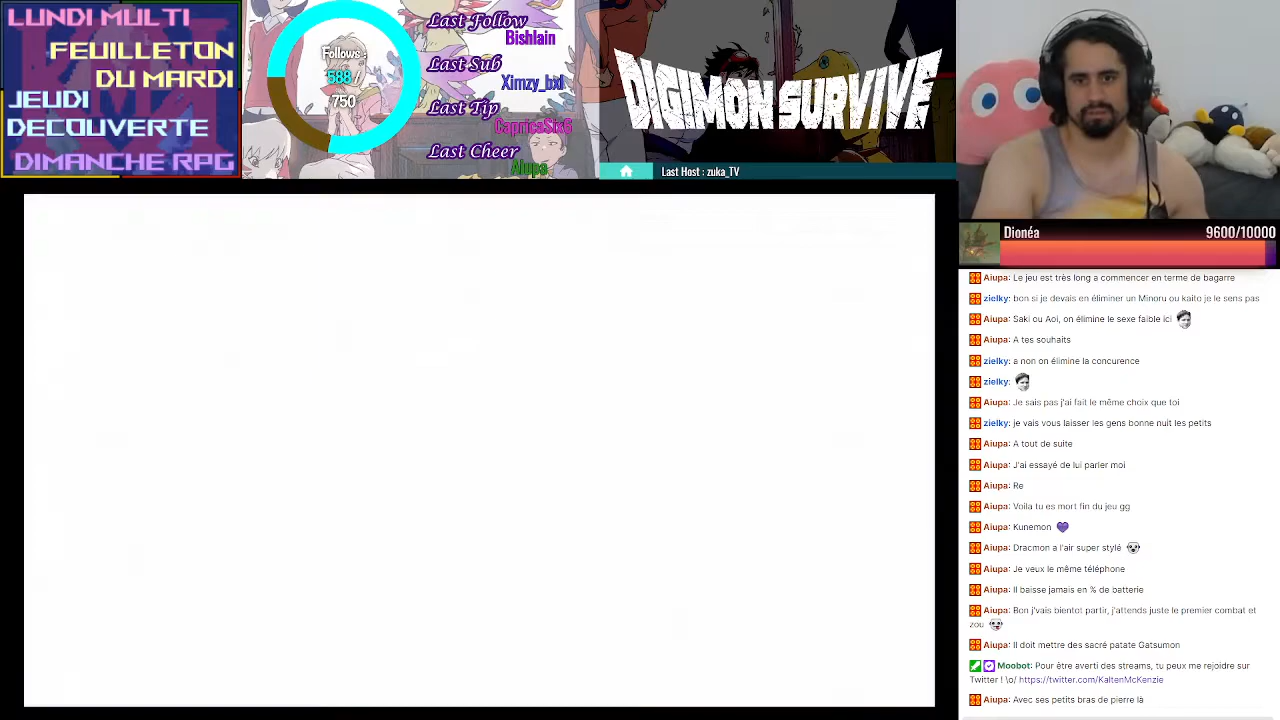 LUNDI MULTI
FEUILLETON
DU MARDI
JEUDI
DECOUVERTE
DIMANCHE RPG
Follows :
588 /
750
Last Follow
Bishlain
Last Sub
Ximzy_bxl
Last Tip
CapricaSix6
Last Cheer
Aiupa
DIGIMON SURVIVE
Last Host : zuka_TV
Dionéa 9600/10000
Aiupa: Le jeu est très long a commencer en terme de bagarre
zielky: bon si je devais en éliminer un Minoru ou kaito je le sens pas
Aiupa: Saki ou Aoi, on élimine le sexe faible ici
Aiupa: A tes souhaits
zielky: a non on élimine la concurence
zielky:
Aiupa: Je sais pas j'ai fait le même choix que toi
zielky: je vais vous laisser les gens bonne nuit les petits
Aiupa: A tout de suite
Aiupa: J'ai essayé de lui parler moi
Aiupa: Re
Aiupa: Voila tu es mort fin du jeu gg
Aiupa: Kunemon
Aiupa: Dracmon a l'air super stylé
Aiupa: Je veux le même téléphone
Aiupa: Il baisse jamais en % de batterie
Aiupa: Bon j'vais bientot partir, j'attends juste le premier combat et
zou
Aiupa: Il doit mettre des sacré patate Gatsumon
Moobot: Pour être averti des streams, tu peux me rejoindre sur
Twitter ! \o/ https://twitter.com/KaltenMcKenzie
Aiupa: Avec ses petits bras de pierre là